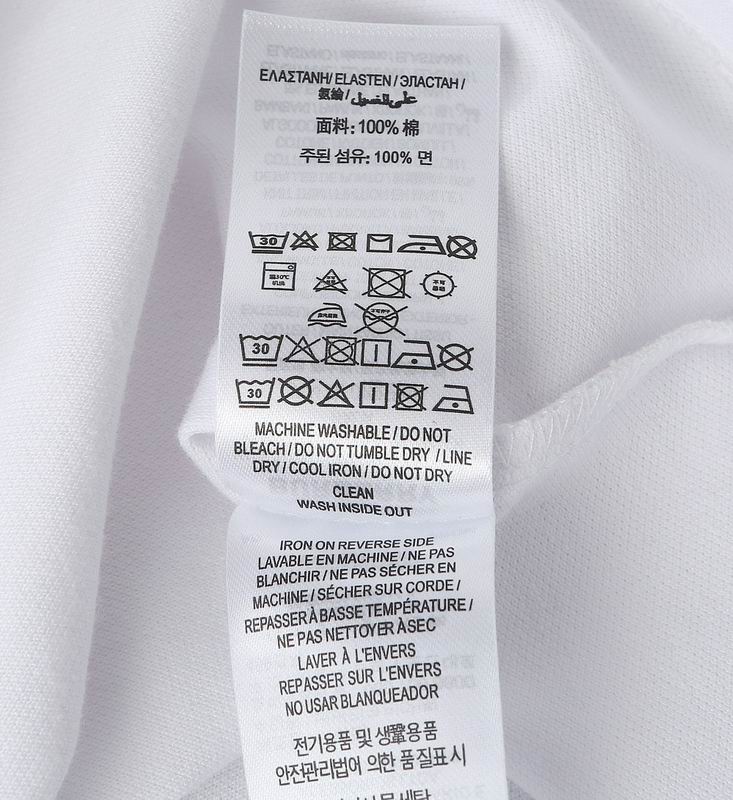 ΕΛΑΣΤΑΝΗ/ ELASTEN / ЭЛАСТАН /
面料: 100% 棉
주된 섬유: 100% 면
30
30
30
MACHINE WASHABLE / DO NOT
BLEACH / DO NOT TUMBLE DRY / LINE
DRY / COOL IRON / DO NOT DRY
CLEAN
WASH INSIDE OUT
IRON ON REVERSE SIDE
LAVABLE EN MACHINE / NE PAS
BLANCHIR / NE PAS SÉCHER EN
MACHINE / SÉCHER SUR CORDE /
REPASSER À BASSE TEMPÉRATURE /
NE PAS NETTOYER À SEC
LAVER À L'ENVERS
REPASSER SUR L'ENVERS
NO USAR BLANQUEADOR
전기용품 및 생활용품
안전관리법에 의한 품질표시